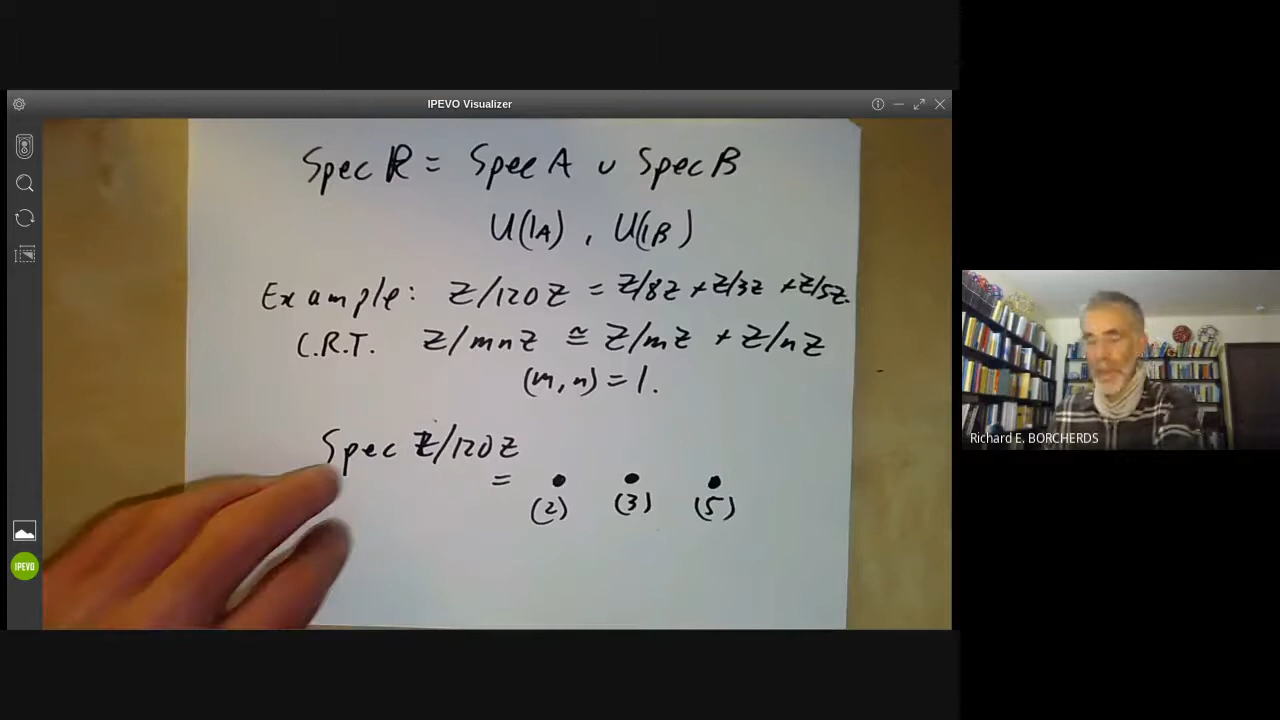 IPEVO Visualizer
Spec R = Spec A ∪ Spec B
U(1A) , U(1B)
Example: Z/120Z = Z/8Z + Z/3Z + Z/5Z.
C.R.T. Z/mnZ ≅ Z/mZ + Z/nZ
(m, n) = 1.
Spec Z/120Z
= • • •
(2) (3) (5)
Richard E. BORCHERDS
IPEVO